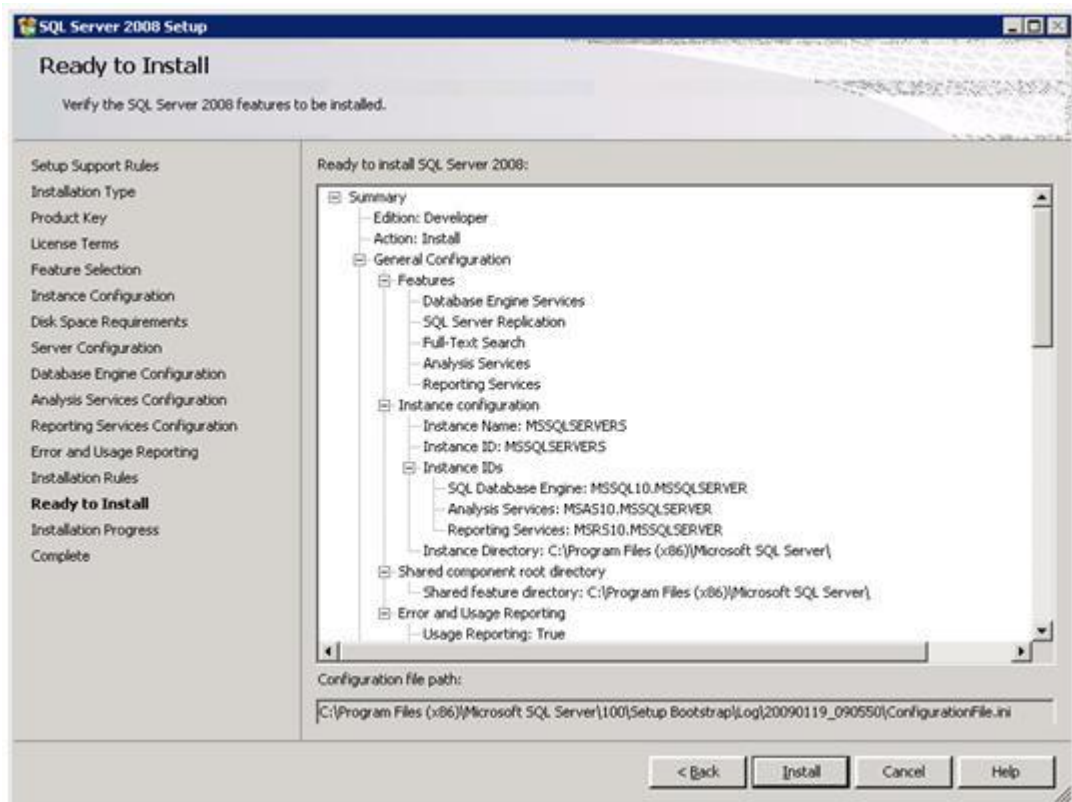 SQL Server 2008 Setup
Ready to Install
Verify the SQL Server 2008 features to be installed.
Setup Support Rules
Installation Type
Product Key
License Terms
Feature Selection
Instance Configuration
Disk Space Requirements
Server Configuration
Database Engine Configuration
Analysis Services Configuration
Reporting Services Configuration
Error and Usage Reporting
Installation Rules
Ready to Install
Installation Progress
Complete
Ready to install SQL Server 2008:
Summary
Edition: Developer
Action: Install
General Configuration
Features
Database Engine Services
SQL Server Replication
Full-Text Search
Analysis Services
Reporting Services
Instance configuration
Instance Name: MSSQLSERVERS
Instance ID: MSSQLSERVERS
Instance IDs
SQL Database Engine: MSSQL10.MSSQLSERVER
Analysis Services: MSAS10.MSSQLSERVER
Reporting Services: MSRS10.MSSQLSERVER
Instance Directory: C:\Program Files (x86)\Microsoft SQL Server\
Shared component root directory
Shared feature directory: C:\Program Files (x86)\Microsoft SQL Server\
Error and Usage Reporting
Usage Reporting: True
Configuration file path:
C:\Program Files (x86)\Microsoft SQL Server\100\Setup Bootstrap\Log\20090119_090550\ConfigurationFile.ini
< Back
Install
Cancel
Help